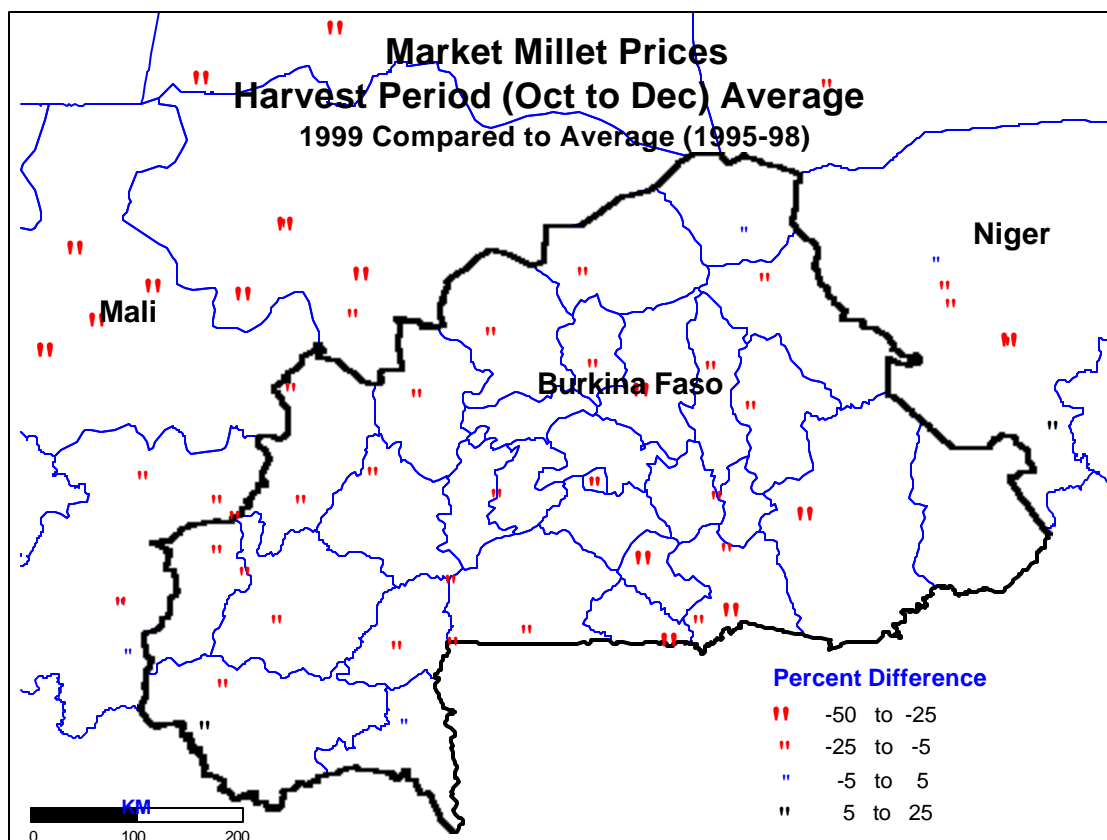 Market Millet Prices
Harvest Period (Oct to Dec) Average
1999 Compared to Average (1995-98)
Niger
Mali
Burkina Faso
Percent Difference
-50 to -25
-25 to -5
-5 to 5
5 to 25
KM
0 100 200